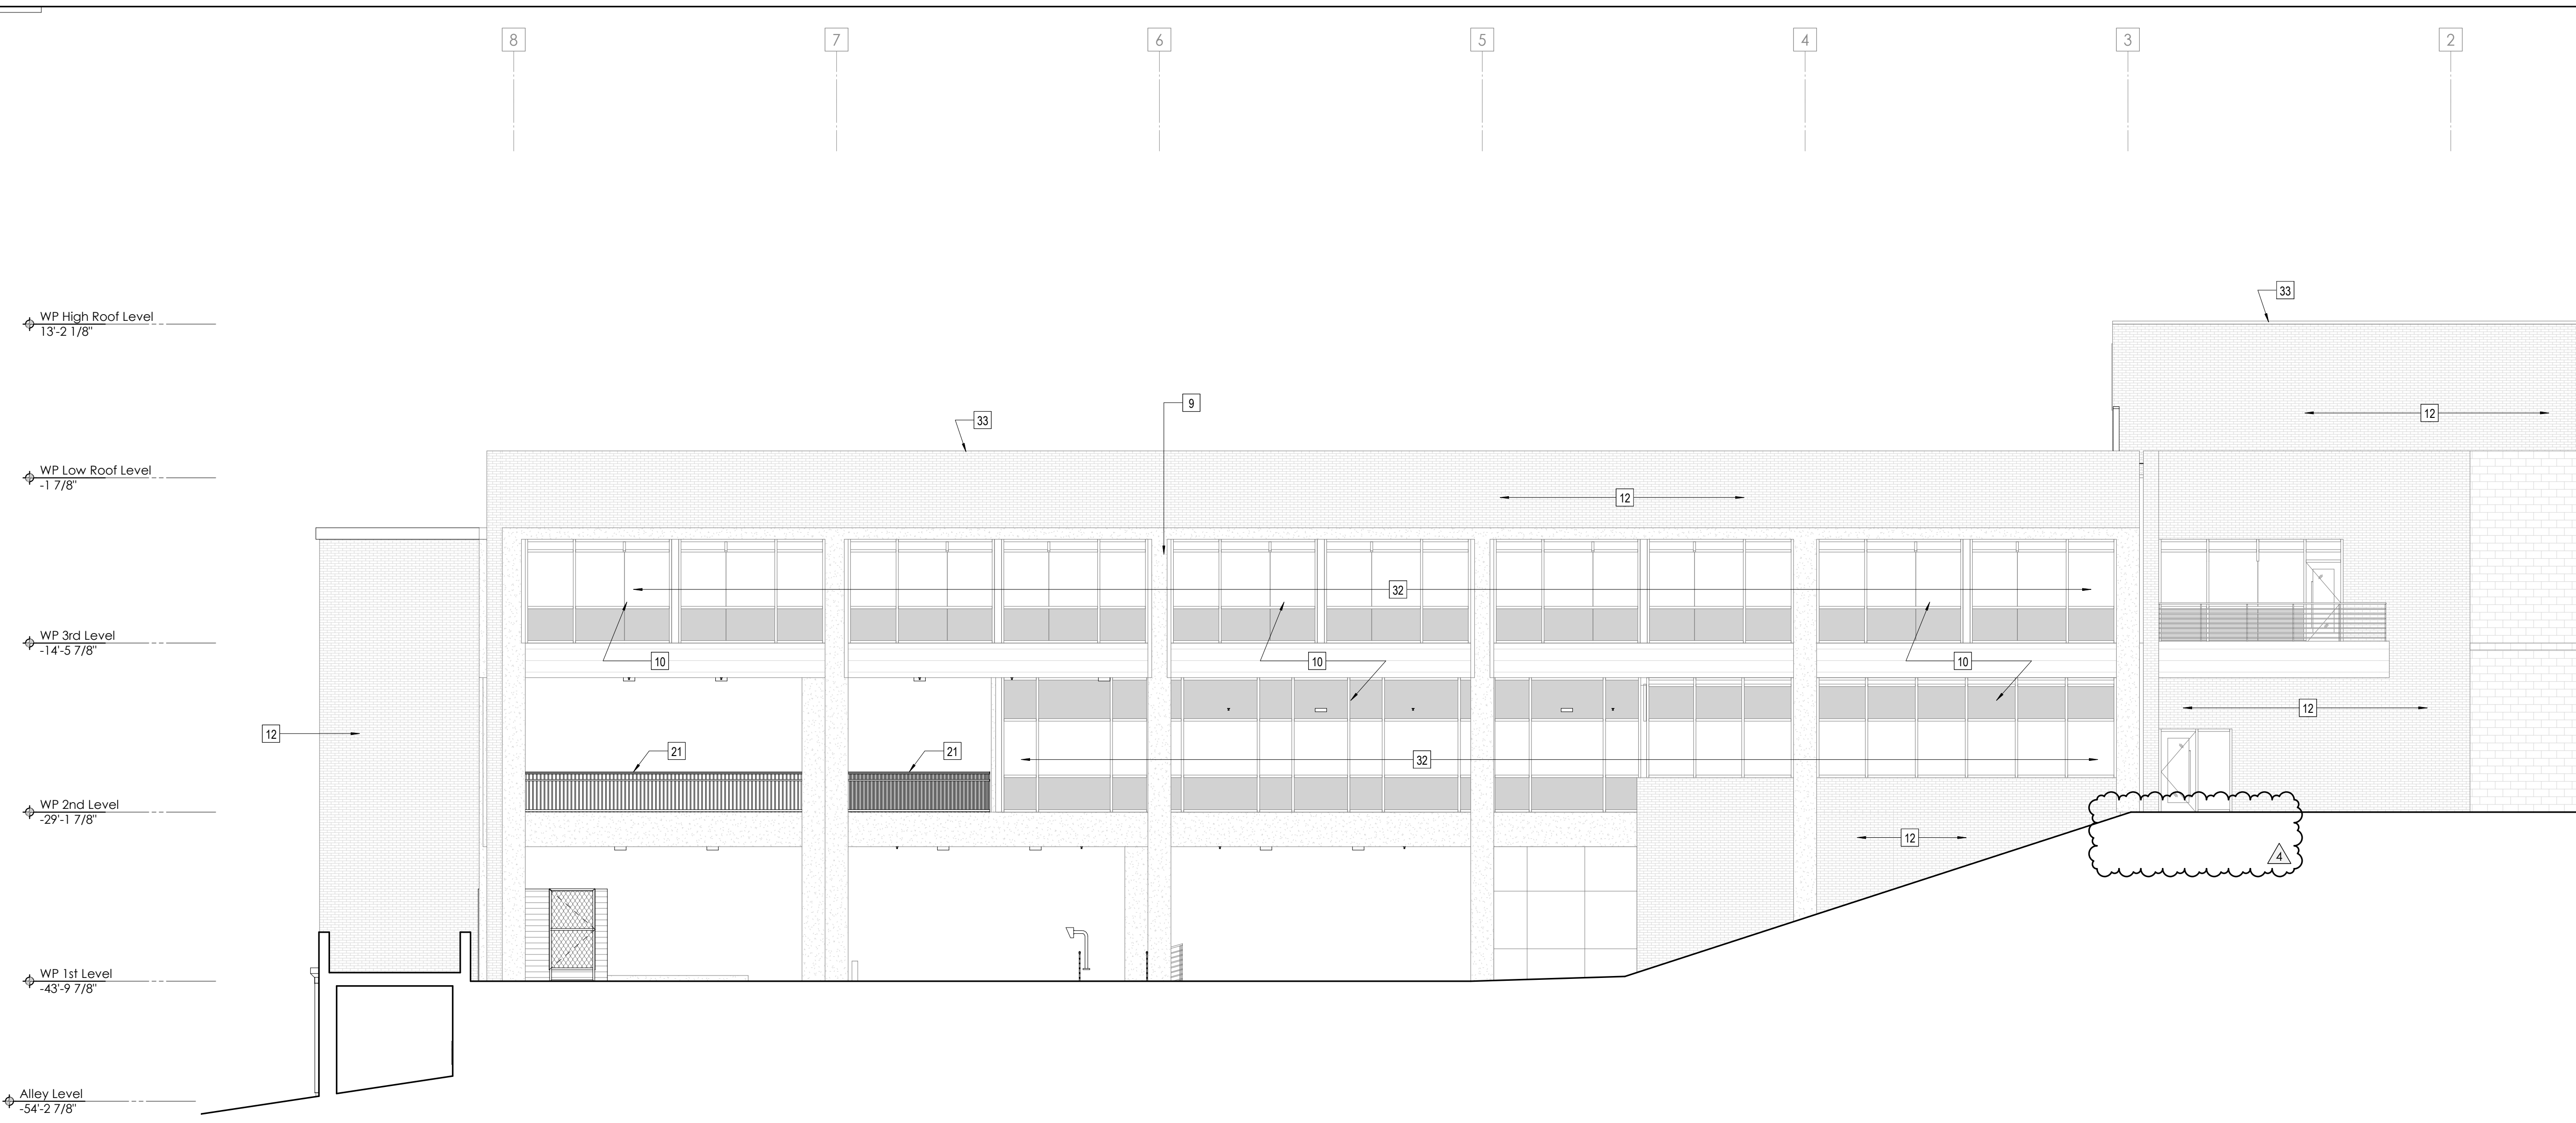 8 7 6 5 4 3 2
WP High Roof Level
13'-2 1/8"
33
9
12
33
WP Low Roof Level
-1 7/8"
12
32
WP 3rd Level
-14'-5 7/8"
10 10 10
12
12
21 21
32
WP 2nd Level
-29'-1 7/8"
12
4
WP 1st Level
-43'-9 7/8"
Alley Level
-54'-2 7/8"